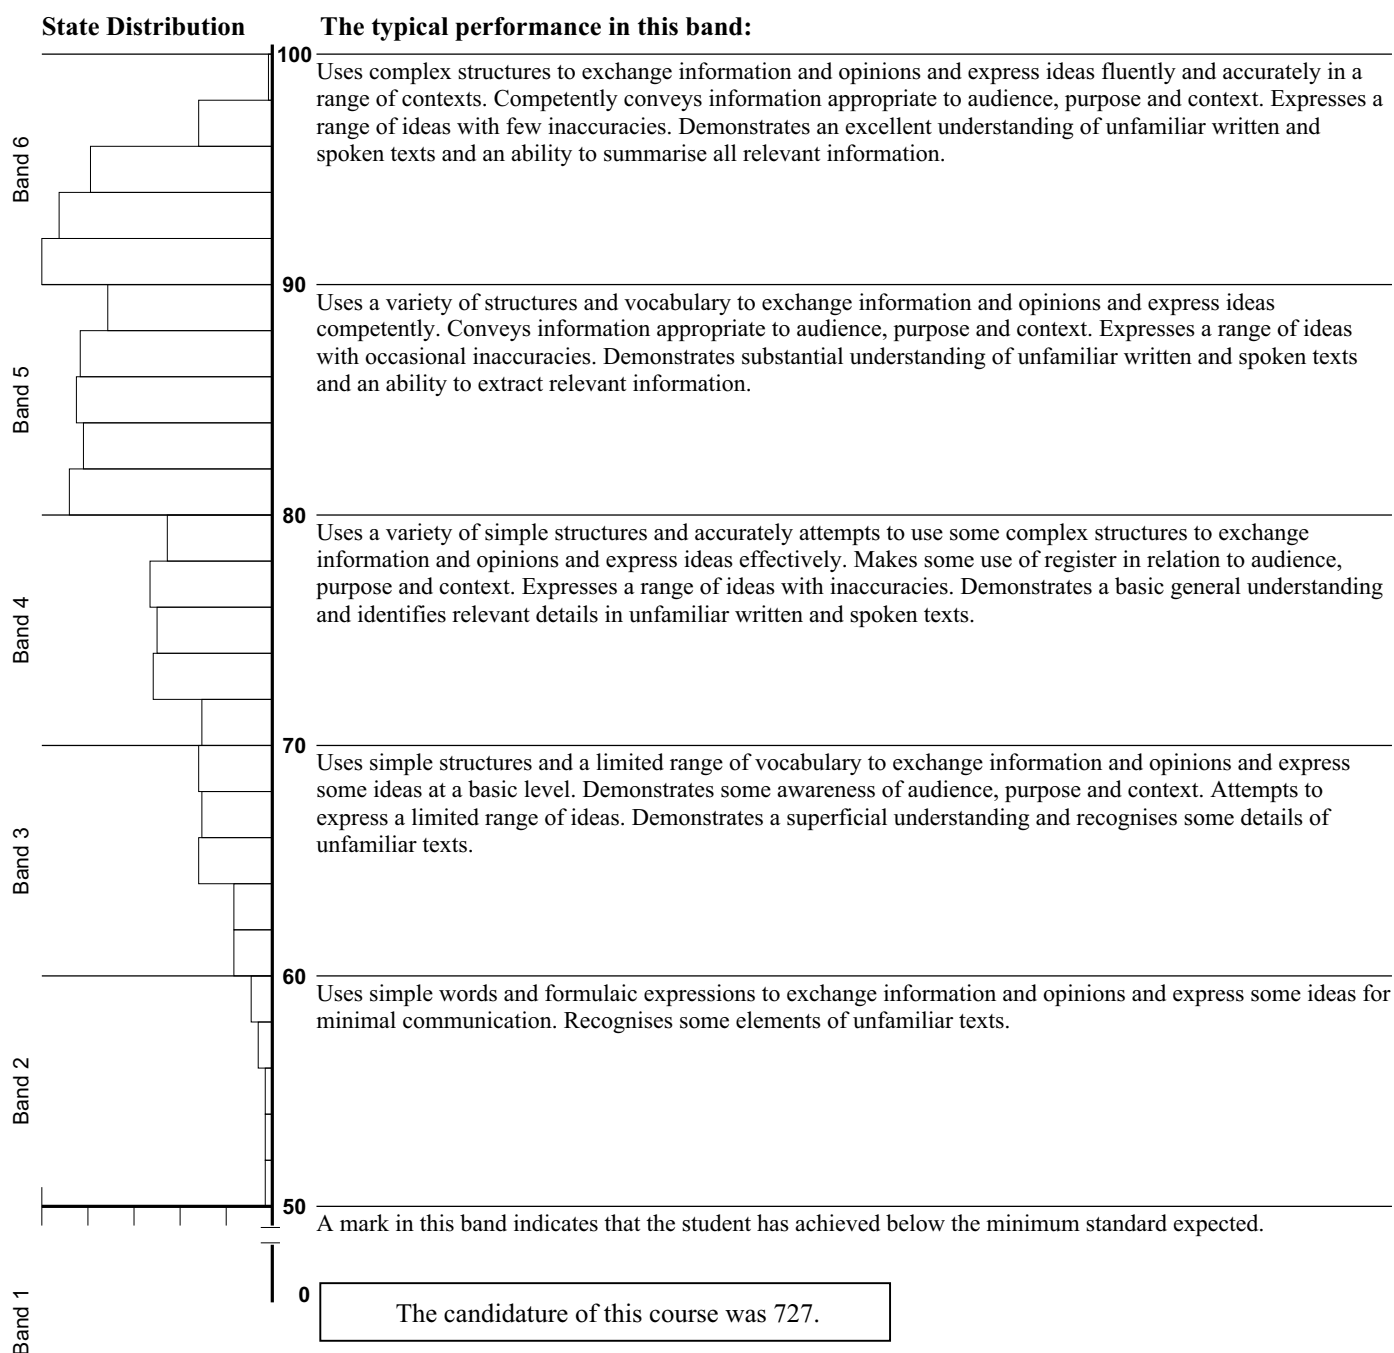 State Distribution
The typical performance in this band:
100
Uses complex structures to exchange information and opinions and express ideas fluently and accurately in a
range of contexts. Competently conveys information appropriate to audience, purpose and context. Expresses a
range of ideas with few inaccuracies. Demonstrates an excellent understanding of unfamiliar written and
spoken texts and an ability to summarise all relevant information.
Band 6
90
Uses a variety of structures and vocabulary to exchange information and opinions and express ideas
competently. Conveys information appropriate to audience, purpose and context. Expresses a range of ideas
with occasional inaccuracies. Demonstrates substantial understanding of unfamiliar written and spoken texts
and an ability to extract relevant information.
Band 5
80
Uses a variety of simple structures and accurately attempts to use some complex structures to exchange
information and opinions and express ideas effectively. Makes some use of register in relation to audience,
purpose and context. Expresses a range of ideas with inaccuracies. Demonstrates a basic general understanding
and identifies relevant details in unfamiliar written and spoken texts.
Band 4
70
Uses simple structures and a limited range of vocabulary to exchange information and opinions and express
some ideas at a basic level. Demonstrates some awareness of audience, purpose and context. Attempts to
express a limited range of ideas. Demonstrates a superficial understanding and recognises some details of
unfamiliar texts.
Band 3
60
Uses simple words and formulaic expressions to exchange information and opinions and express some ideas for
minimal communication. Recognises some elements of unfamiliar texts.
Band 2
50
A mark in this band indicates that the student has achieved below the minimum standard expected.
0
Band 1
The candidature of this course was 727.